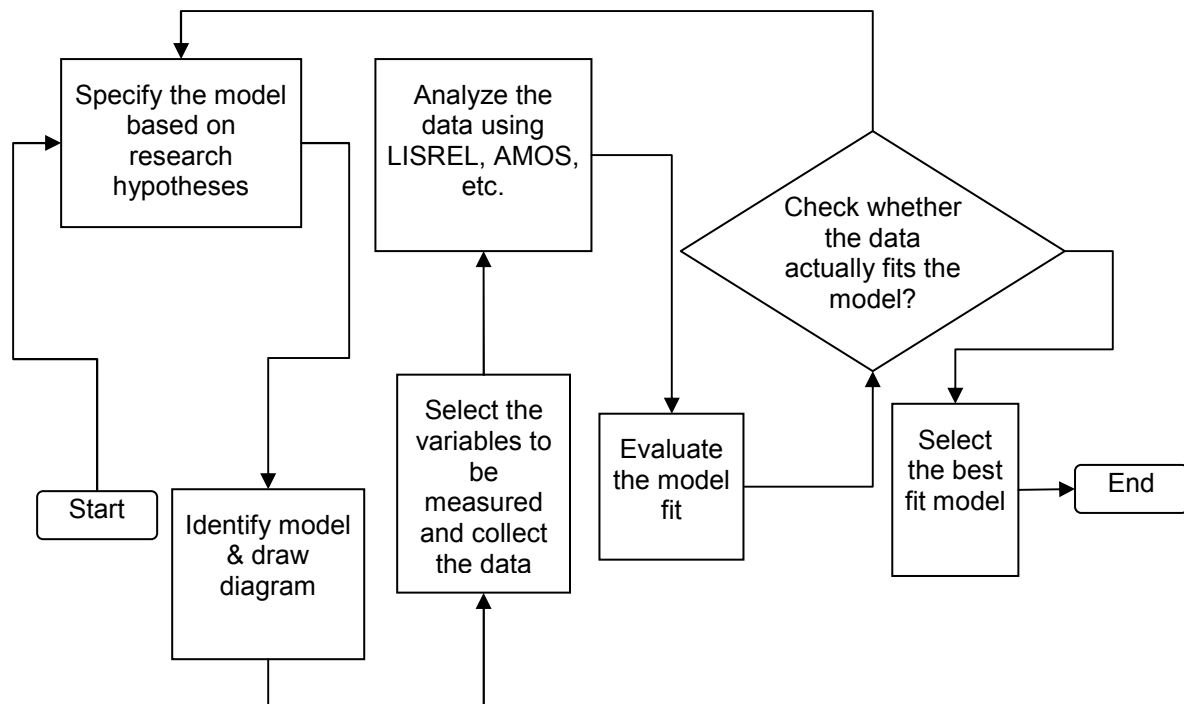 Start
Specify the model
based on
research
hypotheses
Identify model
& draw
diagram
Select the
variables to
be
measured
and collect
the data
Analyze the
data using
LISREL, AMOS,
etc.
Evaluate
the model
fit
Check whether
the data
actually fits the
model?
Select
the best
fit model
End